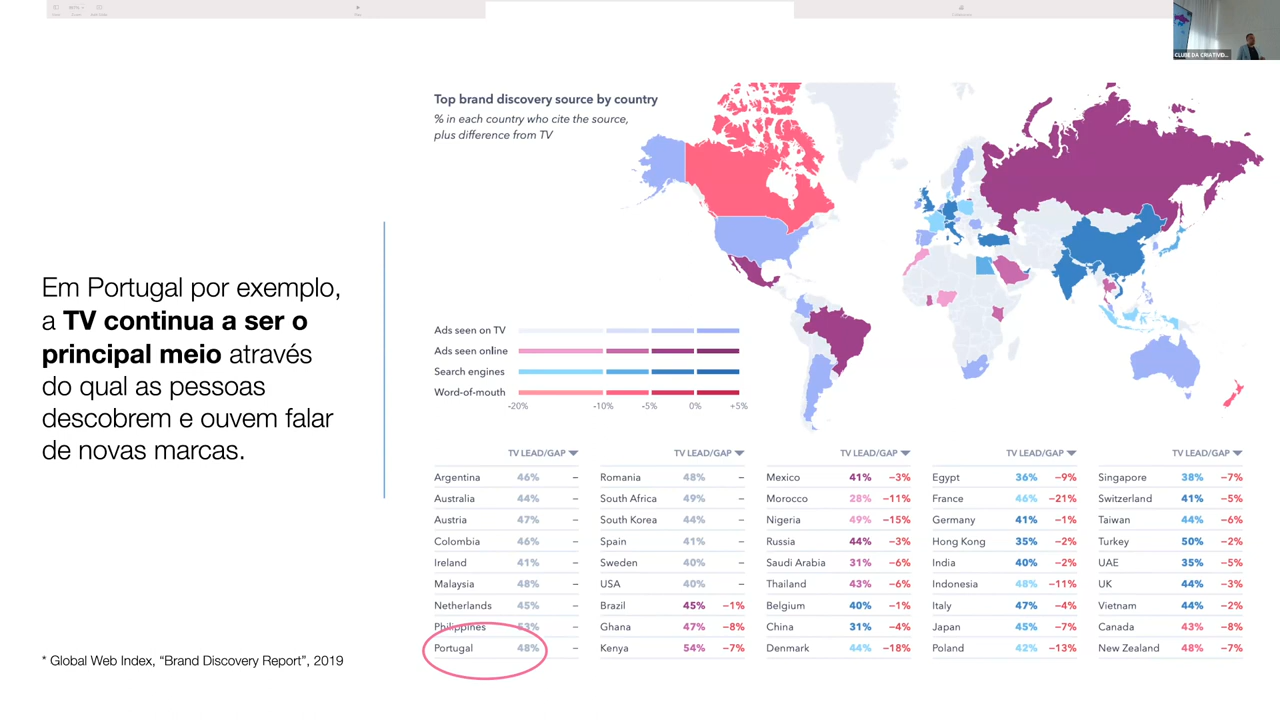 CLUBE DA CRIATIVID...
Top brand discovery source by country
% in each country who cite the source,
plus difference from TV
Em Portugal por exemplo,
a TV continua a ser o
principal meio através
do qual as pessoas
descobrem e ouvem falar
de novas marcas.
* Global Web Index, “Brand Discovery Report”, 2019
Ads seen on TV
Ads seen online
Search engines
Word-of-mouth
-20% -10% -5% 0% +5%
TV LEAD/GAP
Argentina 46% –
Australia 44% –
Austria 47% –
Colombia 46% –
Ireland 41% –
Malaysia 48% –
Netherlands 45% –
Philippines 53% –
Portugal 48% –
TV LEAD/GAP
Romania 48% –
South Africa 49% –
South Korea 44% –
Spain 41% –
Sweden 40% –
USA 40% –
Brazil 45% −1%
Ghana 47% −8%
Kenya 54% −7%
TV LEAD/GAP
Mexico 41% −3%
Morocco 28% −11%
Nigeria 49% −15%
Russia 44% −3%
Saudi Arabia 31% −6%
Thailand 43% −6%
Belgium 40% −1%
China 31% −4%
Denmark 44% −18%
TV LEAD/GAP
Egypt 36% −9%
France 46% −21%
Germany 41% −1%
Hong Kong 35% −2%
India 40% −2%
Indonesia 48% −11%
Italy 47% −4%
Japan 45% −7%
Poland 42% −13%
TV LEAD/GAP
Singapore 38% −7%
Switzerland 41% −5%
Taiwan 44% −6%
Turkey 50% −2%
UAE 35% −5%
UK 44% −3%
Vietnam 44% −2%
Canada 43% −8%
New Zealand 48% −7%